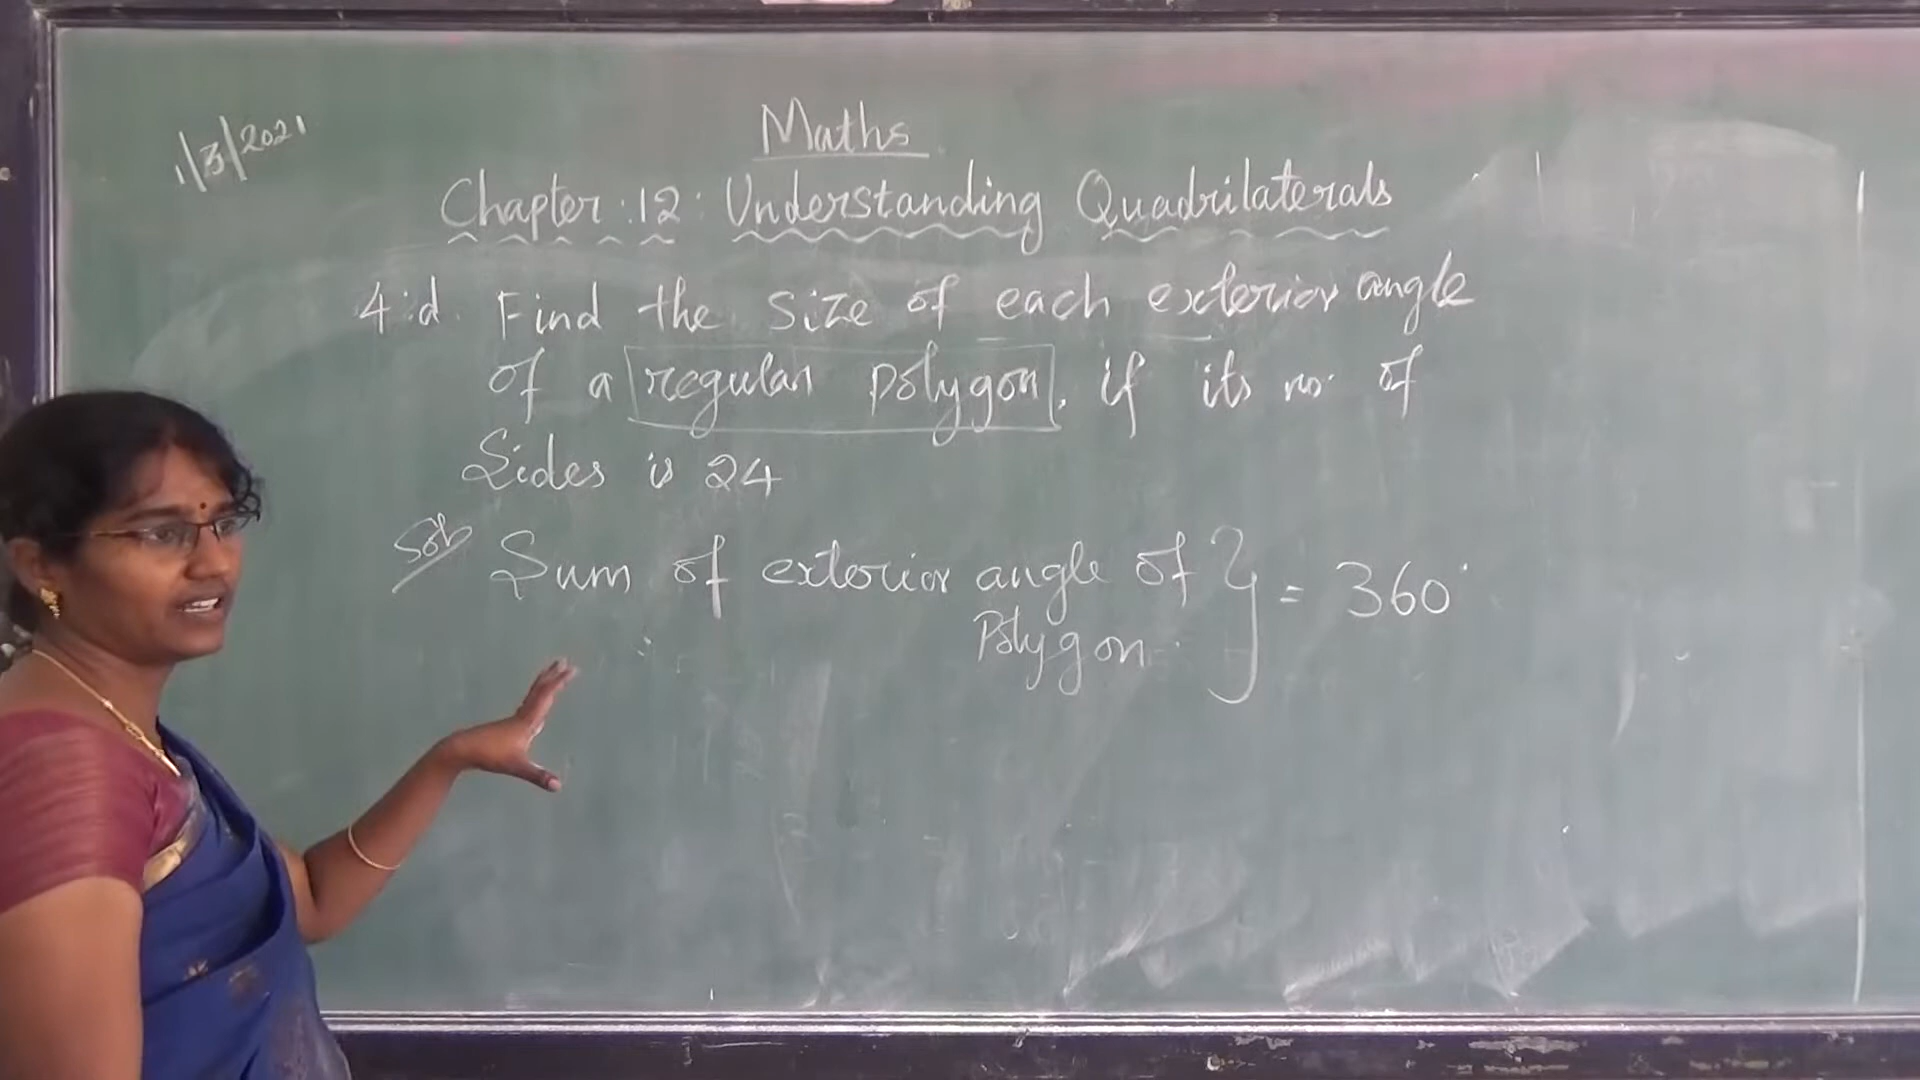 1/3/2021
Maths
Chapter : 12 : Understanding Quadrilaterals
4.d. Find the size of each exterior angle
of a regular polygon, if its no. of
Sides is 24
Sol:
Sum of exterior angle of } = 360°
Polygon.